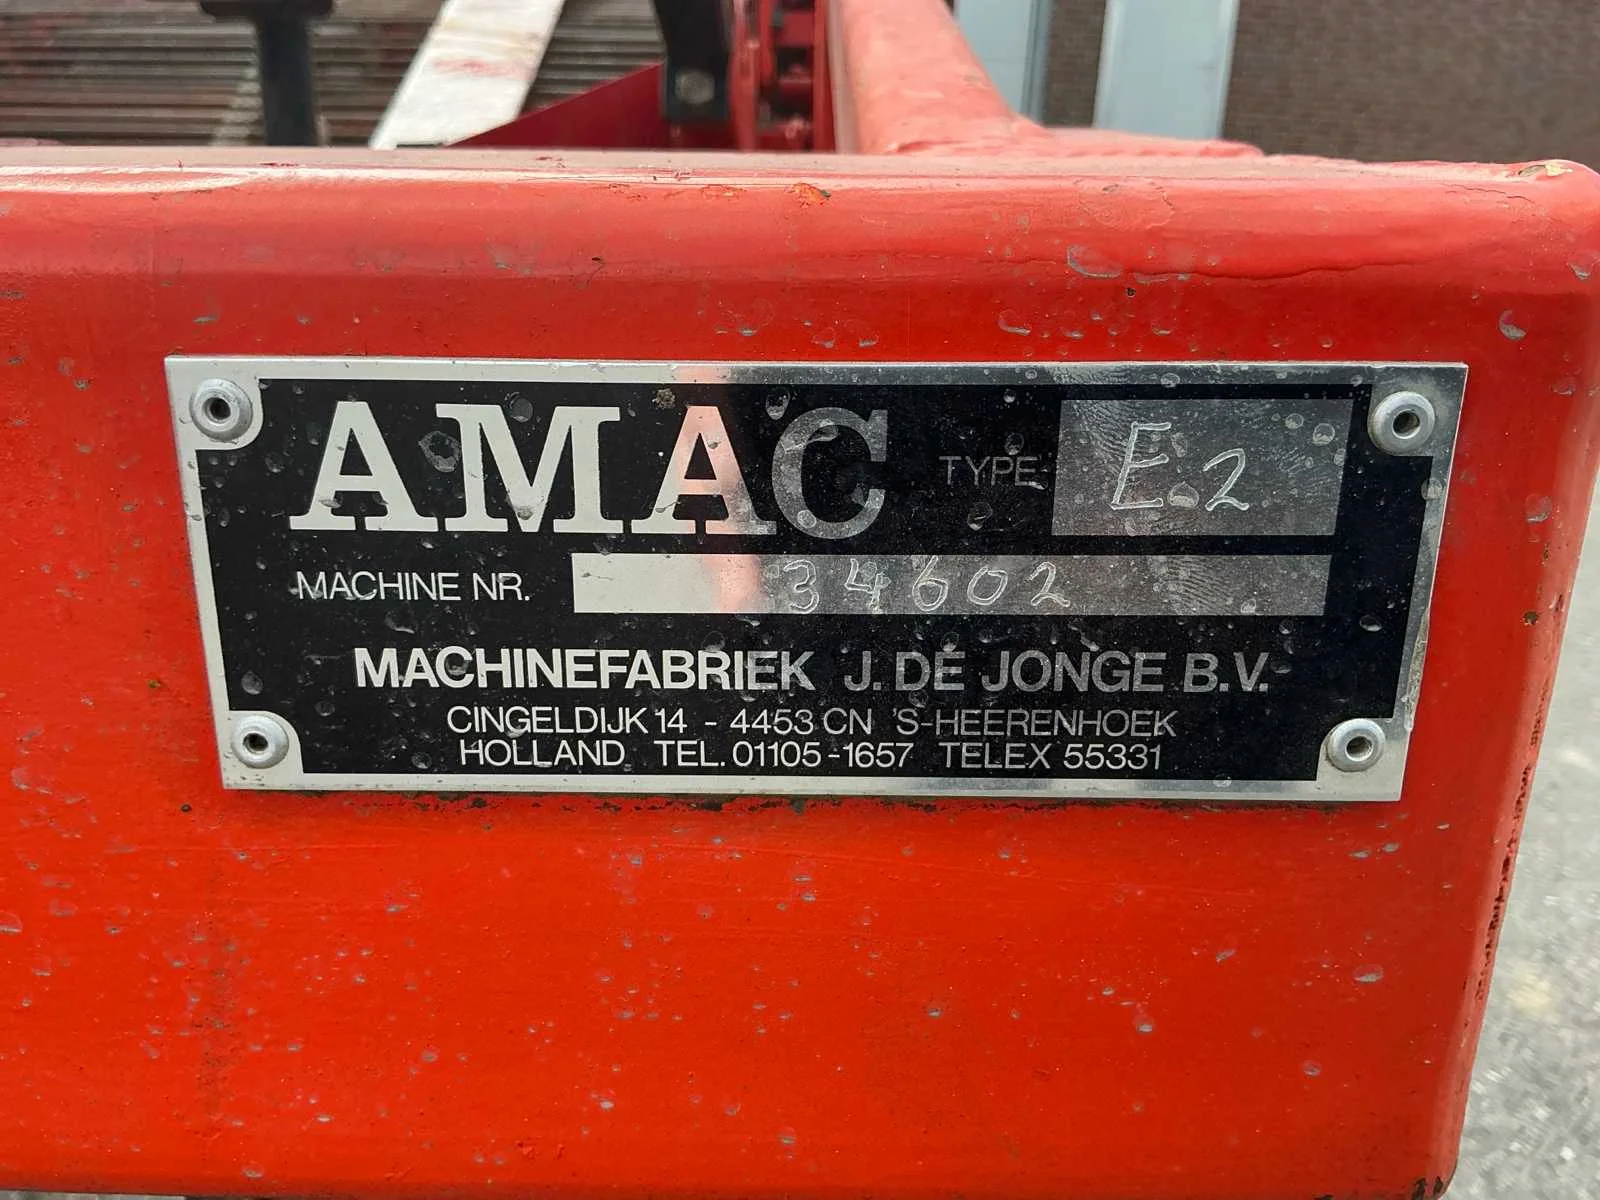 AMAC TYPE E2
MACHINE NR. 34602
MACHINEFABRIEK J. DE JONGE B.V.
CINGELDIJK 14 - 4453 CN 'S-HEERENHOEK
HOLLAND TEL. 01105-1657 TELEX 55331